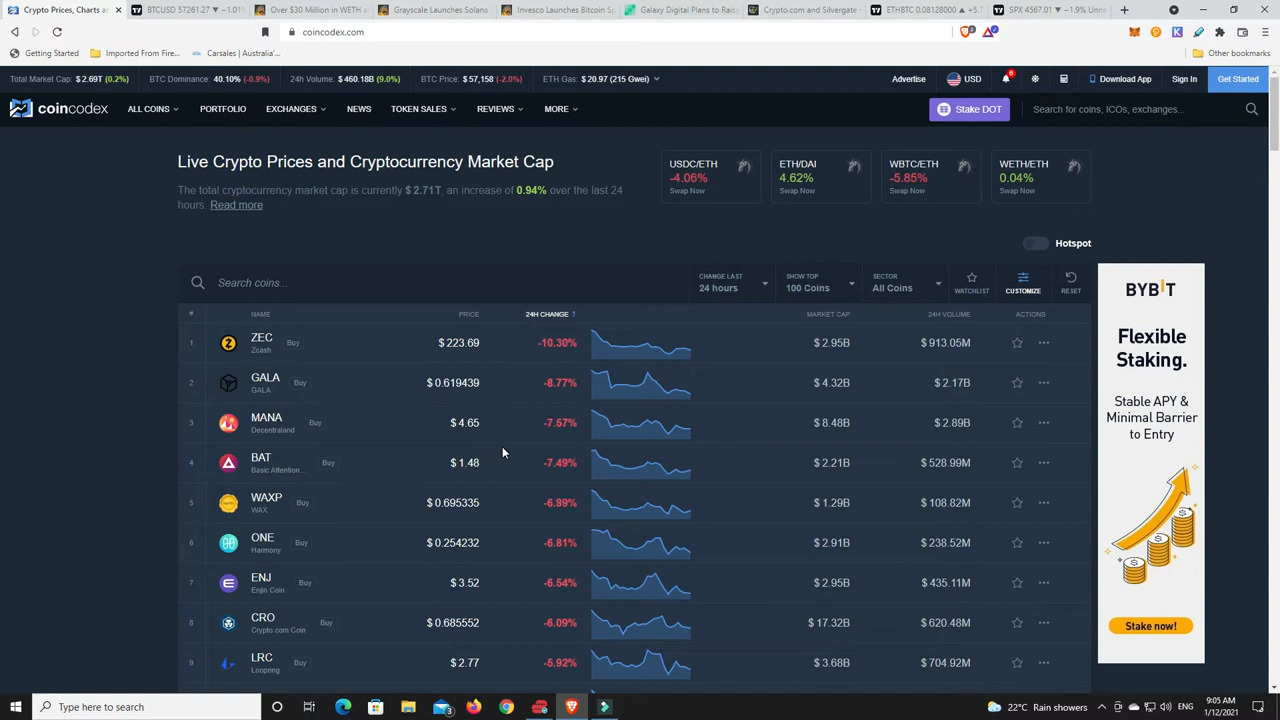 Crypto Prices, Charts an
BTCUSD 57261.27 ▼ −1.01%
Over $30 Million in WETH a
Grayscale Launches Solana
Invesco Launches Bitcoin Sp
Galaxy Digital Plans to Raise
Crypto.com and Silvergate
ETHBTC 0.08128000 ▲ +5.7
SPX 4567.01 ▼ −1.9% Unna
coincodex.com
Getting Started
Imported From Fire...
Carsales - Australia's...
Other bookmarks
Total Market Cap: $ 2.69T (0.2%)
BTC Dominance: 40.10% (-0.9%)
24h Volume: $ 460.18B (9.0%)
BTC Price: $ 57,158 (-2.0%)
ETH Gas: $ 20.97 (215 Gwei)
Advertise
USD
6
Download App
Sign In
Get Started
coincodex
ALL COINS
PORTFOLIO
EXCHANGES
NEWS
TOKEN SALES
REVIEWS
MORE
Stake DOT
Search for coins, ICOs, exchanges...
Live Crypto Prices and Cryptocurrency Market Cap
The total cryptocurrency market cap is currently $ 2.71T, an increase of 0.94% over the last 24
hours. Read more
USDC/ETH
-4.06%
Swap Now
ETH/DAI
4.62%
Swap Now
WBTC/ETH
-5.85%
Swap Now
WETH/ETH
0.04%
Swap Now
Hotspot
Search coins...
CHANGE LAST
24 hours
SHOW TOP
100 Coins
SECTOR
All Coins
WATCHLIST
CUSTOMIZE
RESET
# NAME PRICE 24H CHANGE ↑ MARKET CAP 24H VOLUME ACTIONS
1 ZEC Buy $ 223.69 -10.30% $ 2.95B $ 913.05M
Zcash
2 GALA Buy $ 0.619439 -8.77% $ 4.32B $ 2.17B
GALA
3 MANA Buy $ 4.65 -7.57% $ 8.48B $ 2.89B
Decentraland
4 BAT Buy $ 1.48 -7.49% $ 2.21B $ 528.99M
Basic Attention...
5 WAXP Buy $ 0.695335 -6.89% $ 1.29B $ 108.82M
WAX
6 ONE Buy $ 0.254232 -6.81% $ 2.91B $ 238.52M
Harmony
7 ENJ Buy $ 3.52 -6.54% $ 2.95B $ 435.11M
Enjin Coin
8 CRO Buy $ 0.685552 -6.09% $ 17.32B $ 620.48M
Crypto.com Coin
9 LRC Buy $ 2.77 -5.92% $ 3.68B $ 704.92M
Loopring
BYBIT
Flexible
Staking.
Stable APY &
Minimal Barrier
to Entry
Stake now!
Type here to search
22°C Rain showers
ENG
9:05 AM
1/12/2021